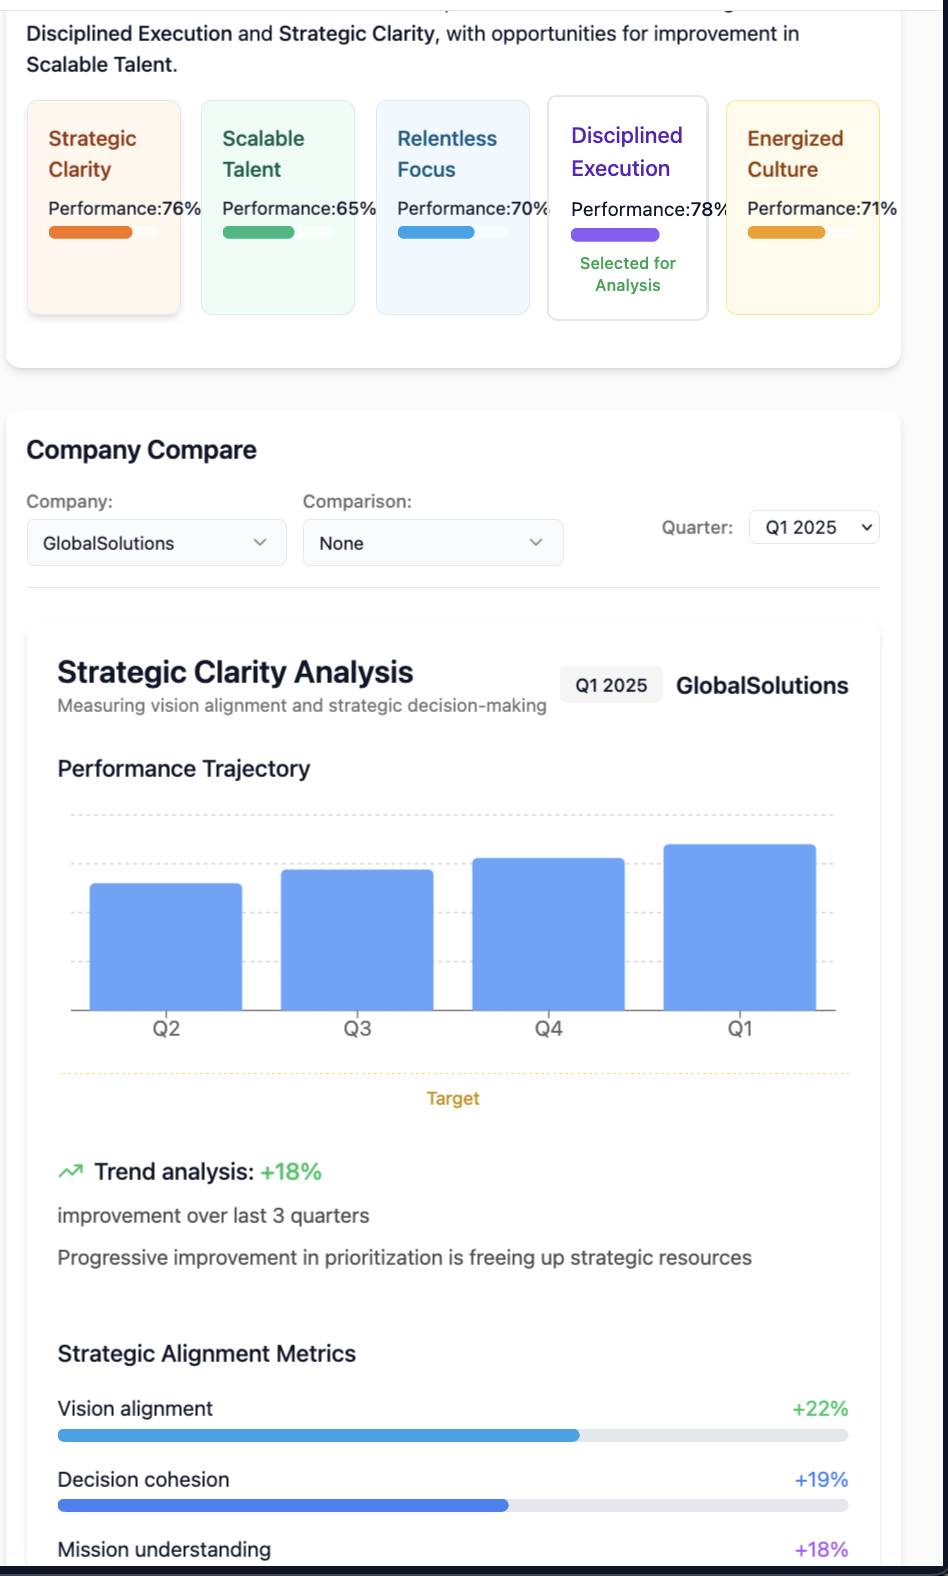 Disciplined Execution and Strategic Clarity, with opportunities for improvement in
Scalable Talent.
Strategic
Clarity
Performance:76%
Scalable
Talent
Performance:65%
Relentless
Focus
Performance:70%
Disciplined
Execution
Performance:78%
Selected for
Analysis
Energized
Culture
Performance:71%
Company Compare
Company:
GlobalSolutions
Comparison:
None
Quarter:
Q1 2025
Strategic Clarity Analysis
Measuring vision alignment and strategic decision-making
Q1 2025
GlobalSolutions
Performance Trajectory
Q2
Q3
Q4
Q1
Target
Trend analysis: +18%
improvement over last 3 quarters
Progressive improvement in prioritization is freeing up strategic resources
Strategic Alignment Metrics
Vision alignment
+22%
Decision cohesion
+19%
Mission understanding
+18%